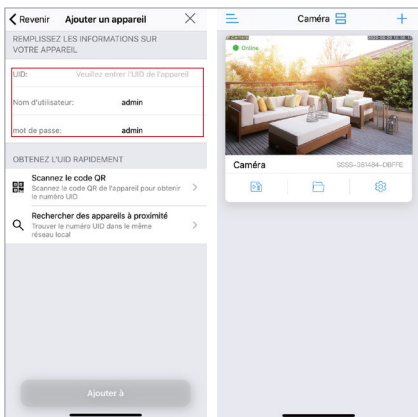 Revenir
Ajouter un appareil
REMPLISSEZ LES INFORMATIONS SUR
VOTRE APPAREIL
UID:
Veuillez entrer l'UID de l'appareil
Nom d'utilisateur:
admin
mot de passe:
admin
OBTENEZ L'UID RAPIDEMENT
Scannez le code QR
Scannez le code QR de l'appareil pour obtenir
le numéro UID
Rechercher des appareils à proximité
Trouver le numéro UID dans le même
réseau local
Ajouter à
Caméra
Online
Caméra
SSSS-381484-DBFFE